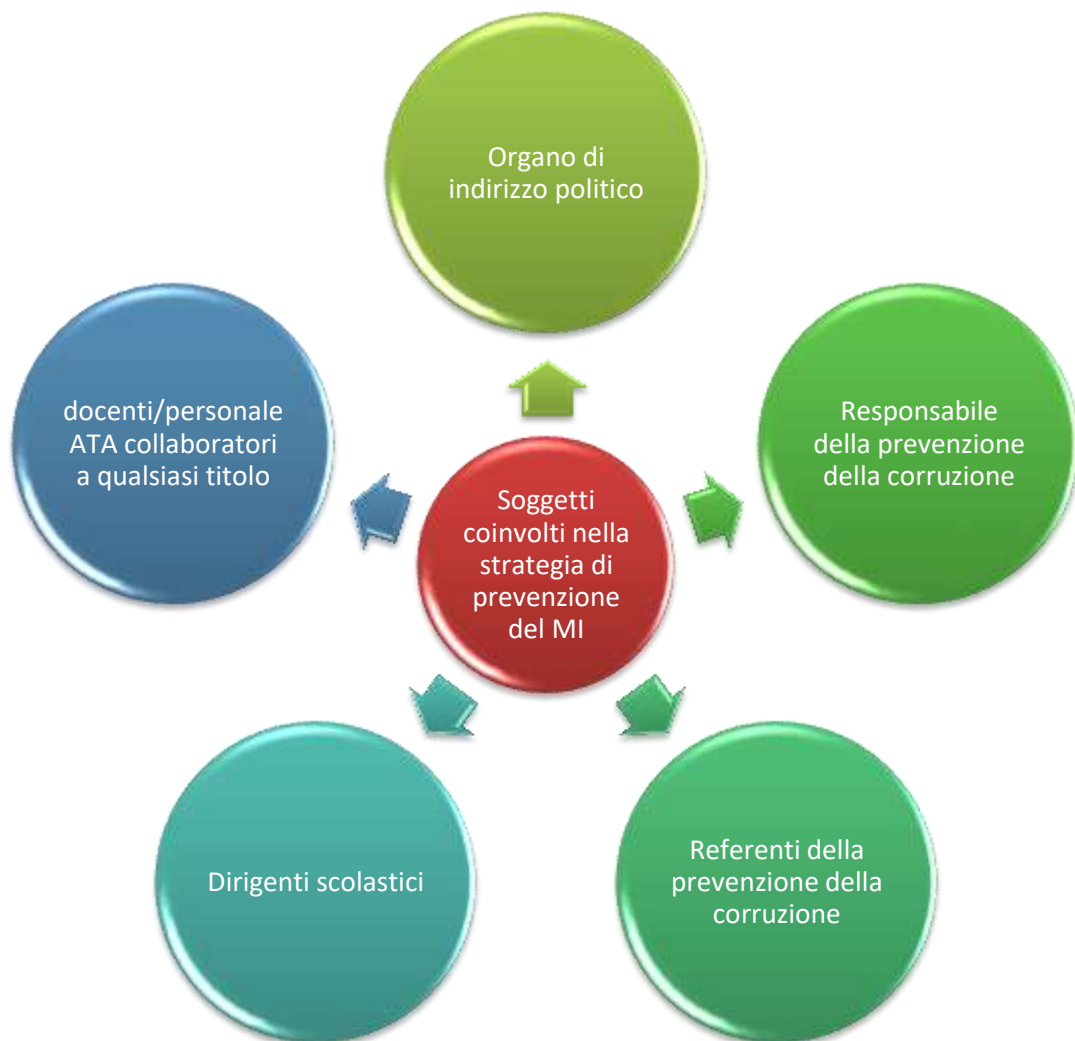 Organo di
indirizzo politico
Responsabile
della prevenzione
della corruzione
Referenti della
prevenzione della
corruzione
Dirigenti scolastici
docenti/personale
ATA collaboratori
a qualsiasi titolo
Soggetti
coinvolti nella
strategia di
prevenzione
del MI